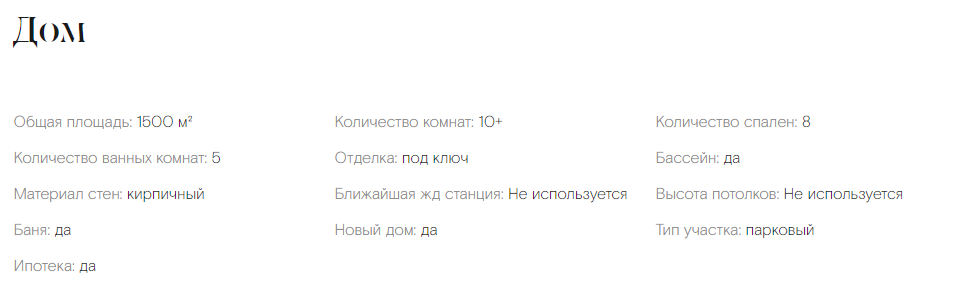 Дом
Общая площадь: 1500 м²
Количество комнат: 10+
Количество спален: 8
Количество ванных комнат: 5
Отделка: под ключ
Бассейн: да
Материал стен: кирпичный
Ближайшая жд станция: Не используется
Высота потолков: Не используется
Баня: да
Новый дом: да
Тип участка: парковый
Ипотека: да